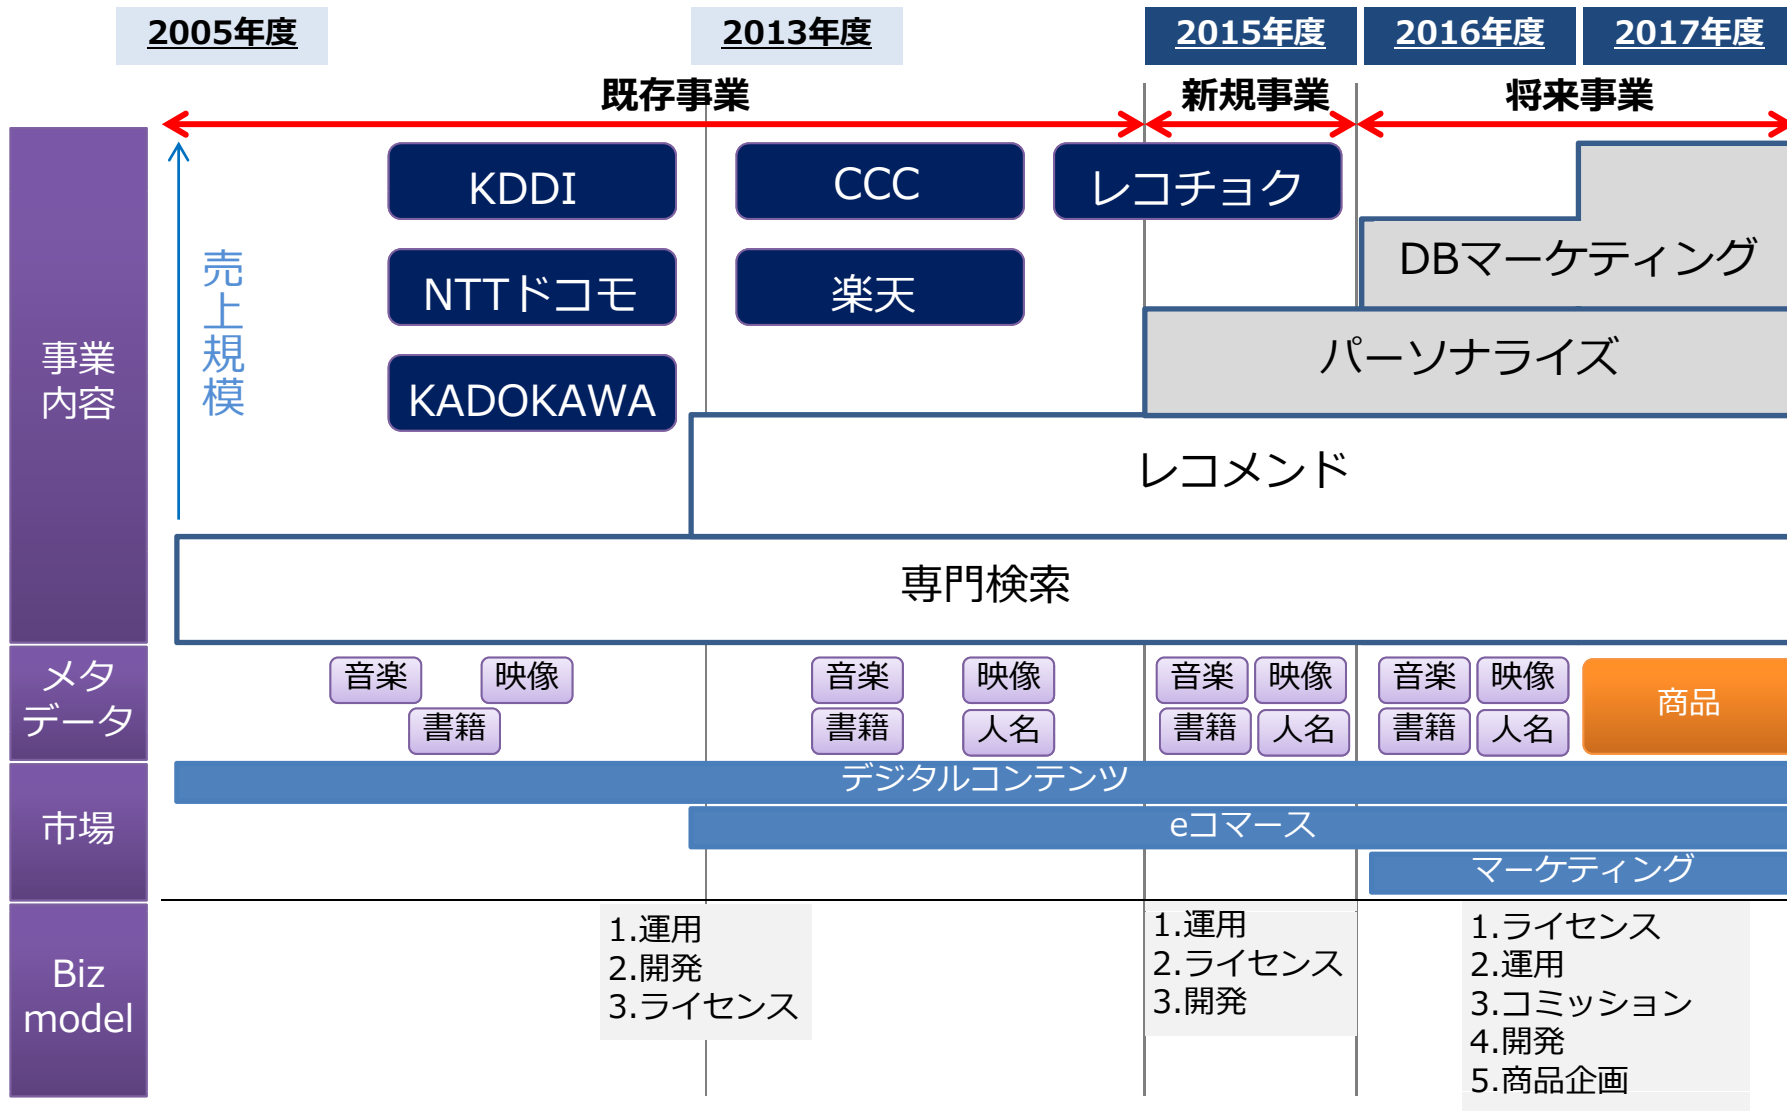 2005年度
2013年度
2015年度
2016年度
2017年度
既存事業
新規事業
将来事業
事業
内容
売上規模
KDDI
CCC
レコチョク
NTTドコモ
楽天
KADOKAWA
DBマーケティング
パーソナライズ
レコメンド
専門検索
メタ
データ
音楽
映像
書籍
音楽
映像
書籍
人名
音楽
映像
書籍
人名
音楽
映像
書籍
人名
商品
市場
デジタルコンテンツ
eコマース
マーケティング
Biz
model
1.運用
2.開発
3.ライセンス
1.運用
2.ライセンス
3.開発
1.ライセンス
2.運用
3.コミッション
4.開発
5.商品企画